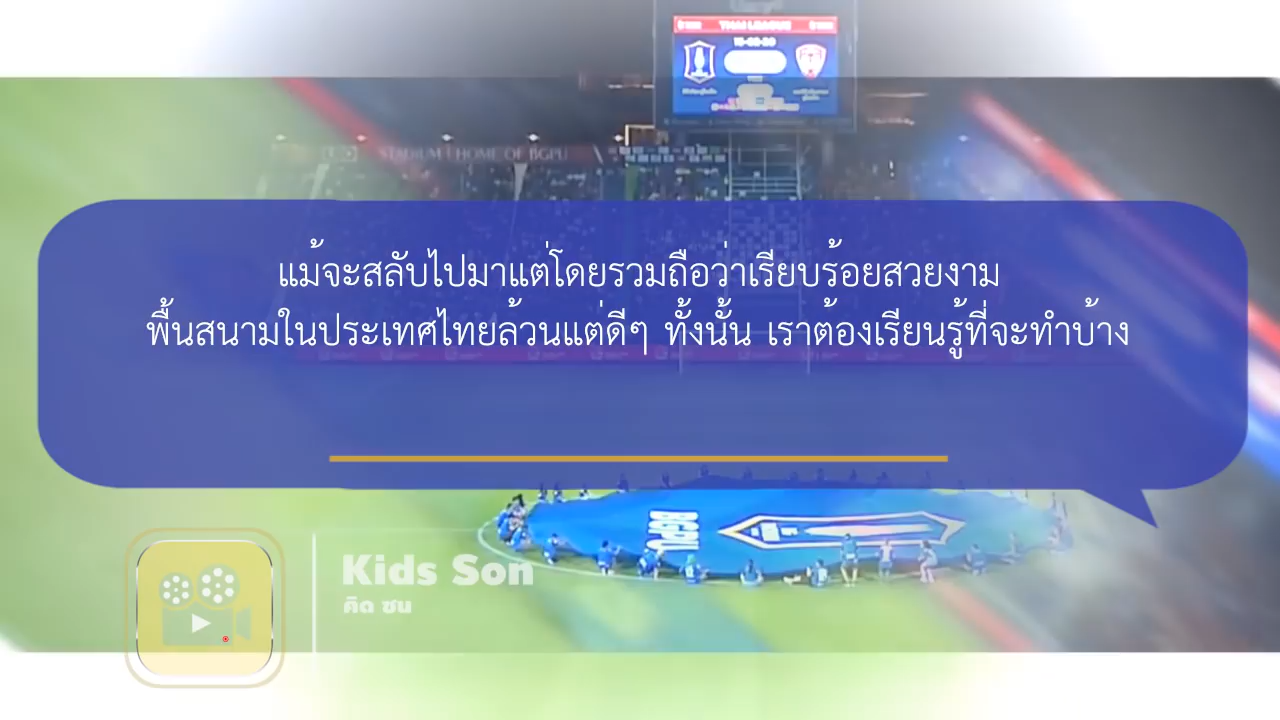 THAI LEAGUE
STADIUM | HOME OF BGPU
แม้จะสลับไปมาแต่โดยรวมถือว่าเรียบร้อยสวยงาม
พื้นสนามในประเทศไทยล้วนแต่ดีๆ ทั้งนั้น เราต้องเรียนรู้ที่จะทำบ้าง
BGPU
Kids Son
คิด ซน